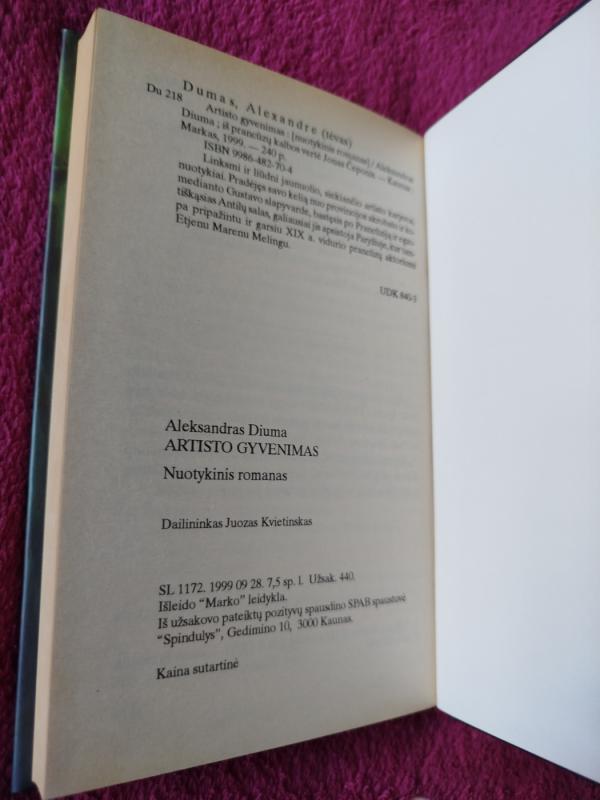 Dumas, Alexandre (tėvas)
Du 218 Artisto gyvenimas : [nuotykinis romanas] / Aleksandras
Diuma ; iš prancūzų kalbos vertė Jonas Čeponis. — Kaunas:
Markas, 1999. — 240 p.
ISBN 9986-482-70-4
Linksmi ir liūdni jaunuolio, siekiančio artisto karjeros,
nuotykiai. Pradėjęs savo kelią nuo provincijos akrobato ir ko-
medianto Gustavo slapyvarde, bastęsis po Prancūziją ir egzo-
tiškąsias Antilų salas, galiausiai jis apsistoja Paryžiuje, kur tam-
pa pripažintu ir garsiu XIX a. vidurio prancūzų aktoriumi
Etjenu Marenu Melingu.
UDK 840-3
Aleksandras Diuma
ARTISTO GYVENIMAS
Nuotykinis romanas
Dailininkas Juozas Kvietinskas
SL 1172. 1999 09 28. 7,5 sp. l. Užsak. 440.
Išleido "Marko" leidykla.
Iš užsakovo pateiktų pozityvų spausdino SPAB spaustuvė
"Spindulys", Gedimino 10, 3000 Kaunas.
Kaina sutartinė